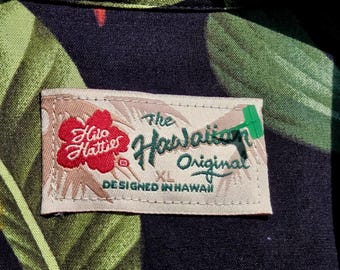 Hilo
Hattie
®
The
Hawaiian
Original
XL
DESIGNED IN HAWAII